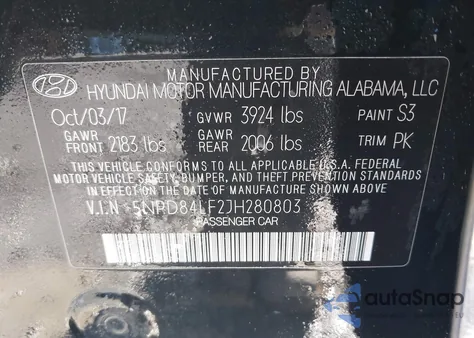 MANUFACTURED BY
HYUNDAI MOTOR MANUFACTURING ALABAMA, LLC
Oct/03/17 GVWR 3924 lbs PAINT S3
GAWR FRONT 2183 lbs GAWR REAR 2006 lbs TRIM PK
THIS VEHICLE CONFORMS TO ALL APPLICABLE U.S.A. FEDERAL
MOTOR VEHICLE SAFETY, BUMPER, AND THEFT PREVENTION STANDARDS
IN EFFECT ON THE DATE OF MANUFACTURE SHOWN ABOVE
V.I.N 5NPD84LF2JH280803
PASSENGER CAR
autoSnap